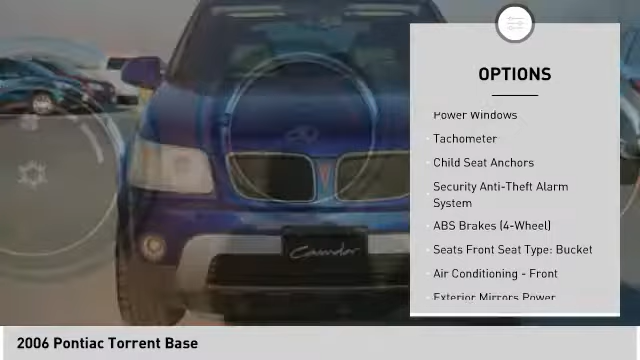 OPTIONS
Power Windows
Tachometer
Child Seat Anchors
Security Anti-Theft Alarm
System
ABS Brakes (4-Wheel)
Seats Front Seat Type: Bucket
Air Conditioning - Front
Exterior Mirrors Power
Camdor
2006 Pontiac Torrent Base